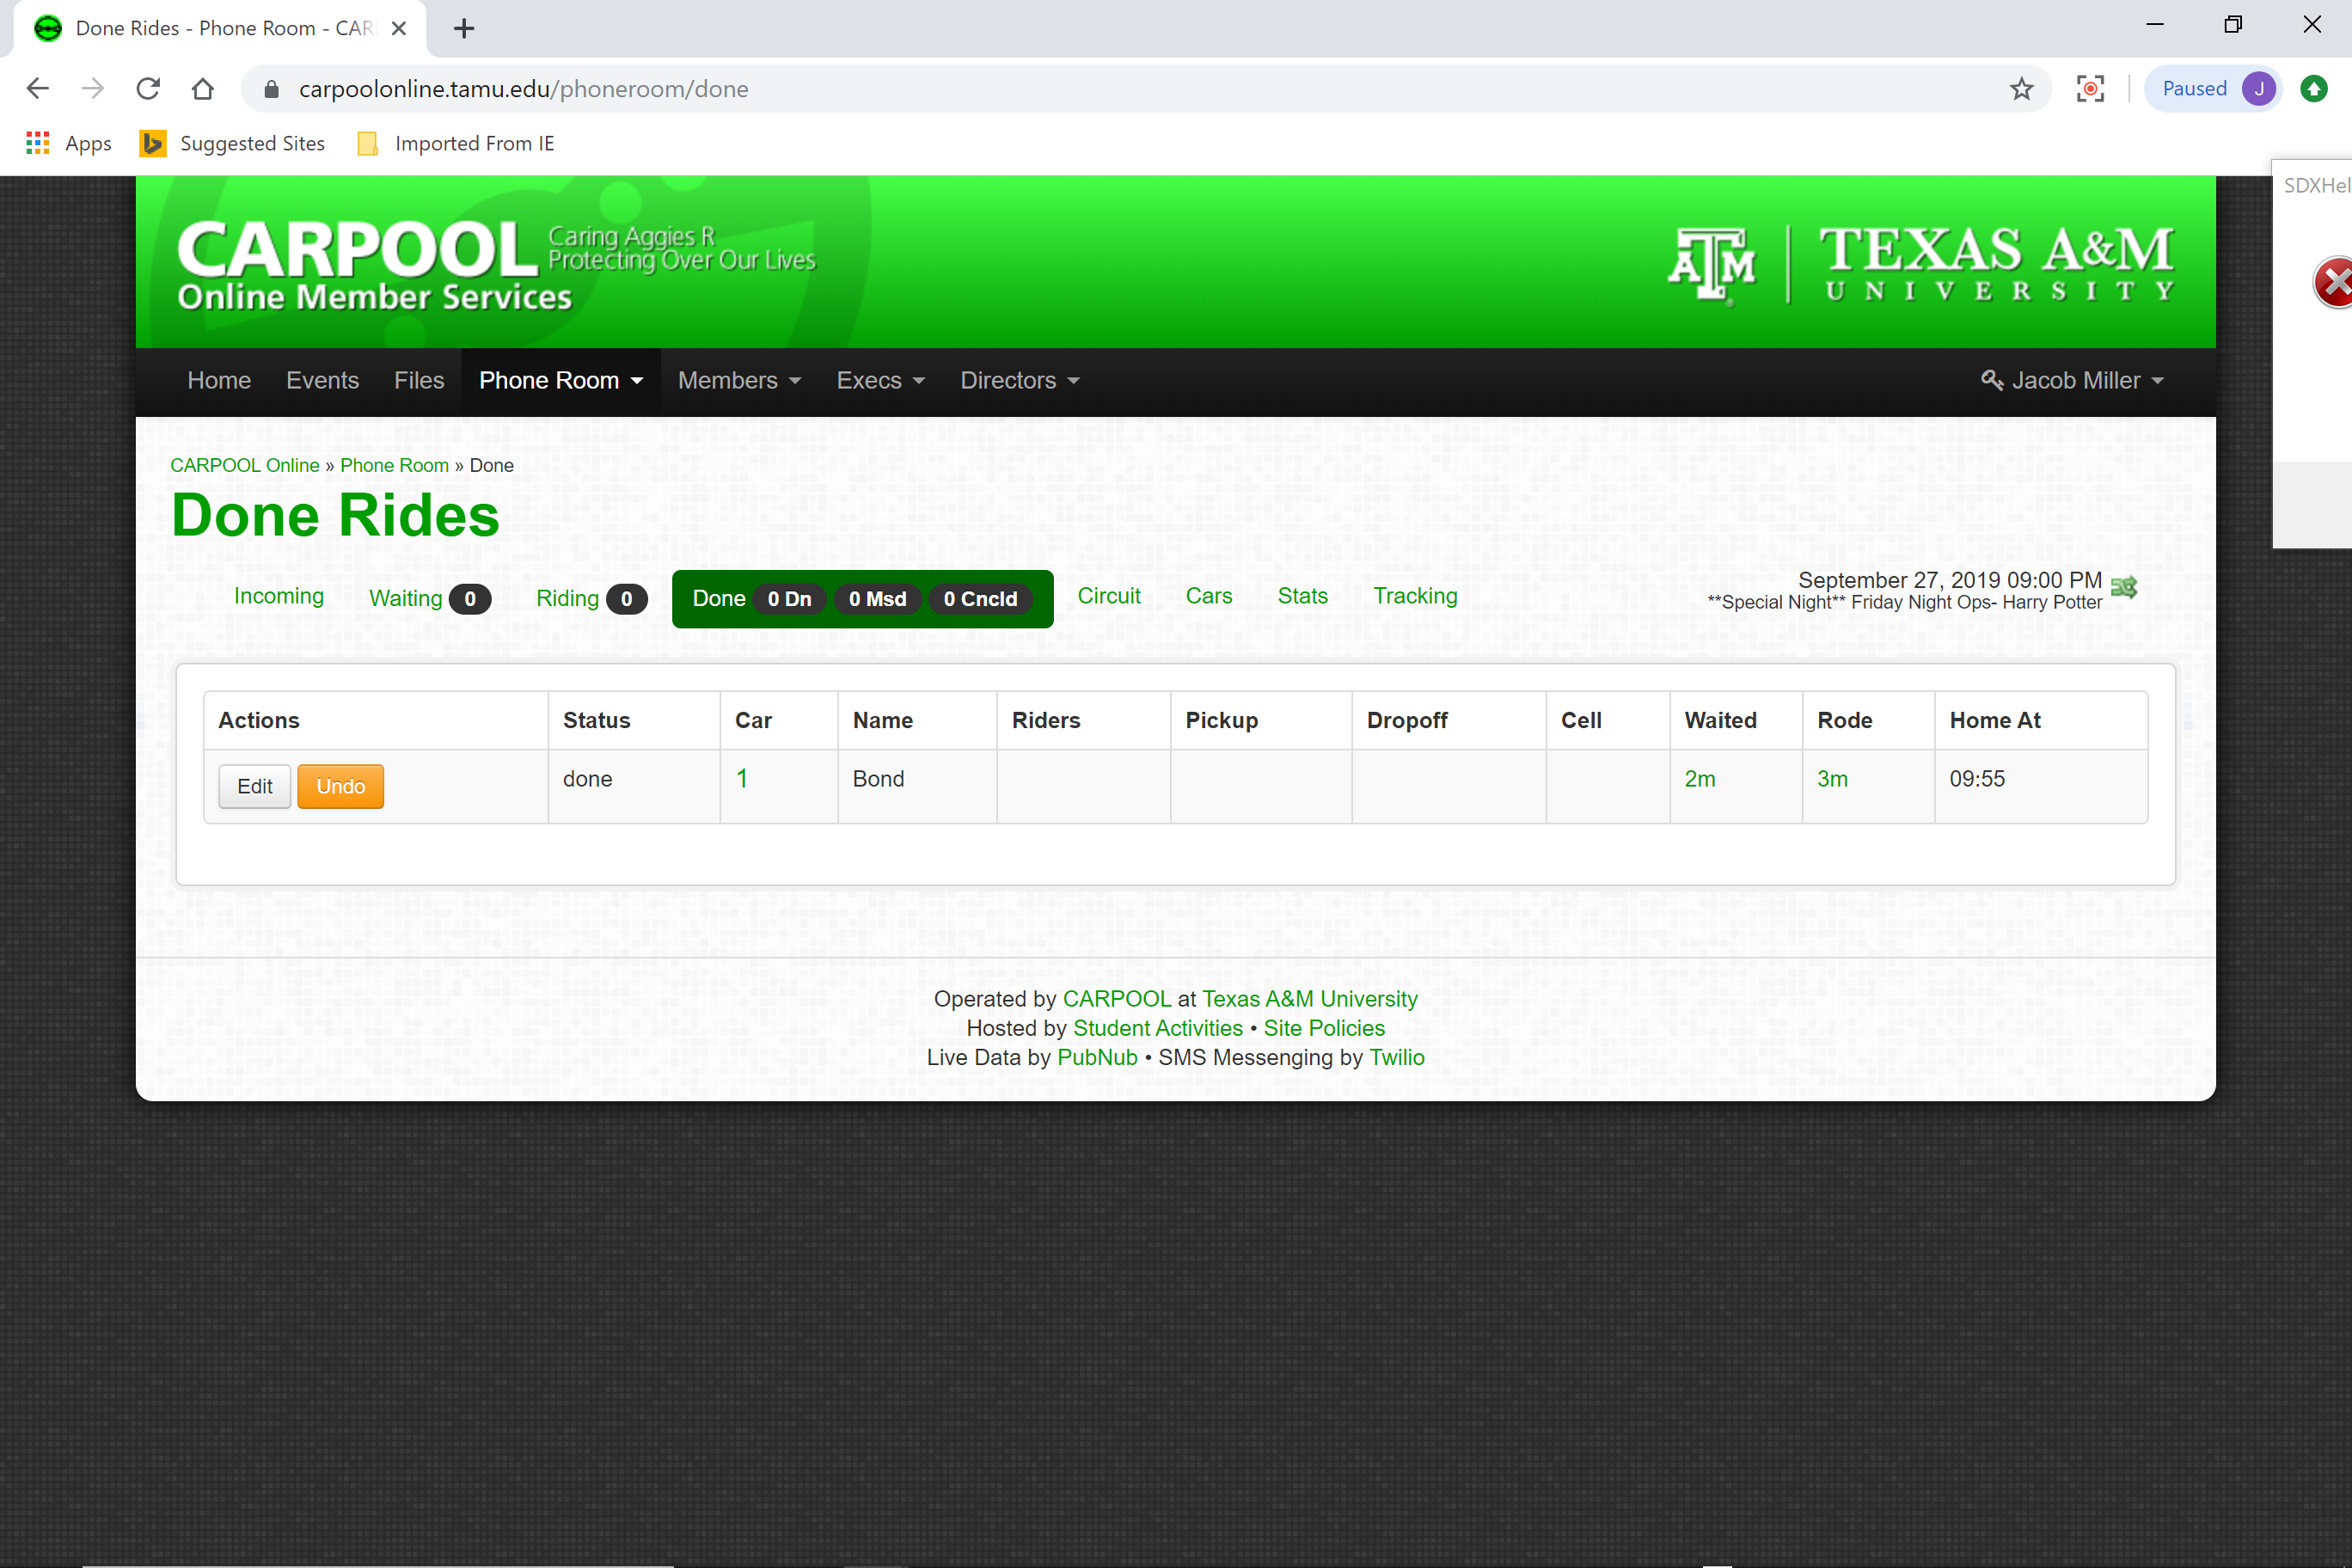 Done Rides - Phone Room - CAR
carpoolonline.tamu.edu/phoneroom/done
Paused J
Apps Suggested Sites Imported From IE
SDXHel
CARPOOL Caring Aggies R
Protecting Over Our Lives
Online Member Services
ATM ® TEXAS A&M
UNIVERSITY
Home Events Files Phone Room Members Execs Directors Jacob Miller
CARPOOL Online » Phone Room » Done
Done Rides
Incoming Waiting 0 Riding 0 Done 0 Dn 0 Msd 0 Cncld Circuit Cars Stats Tracking
September 27, 2019 09:00 PM
**Special Night** Friday Night Ops- Harry Potter
Actions Status Car Name Riders Pickup Dropoff Cell Waited Rode Home At
Edit Undo done 1 Bond 2m 3m 09:55
Operated by CARPOOL at Texas A&M University
Hosted by Student Activities • Site Policies
Live Data by PubNub • SMS Messenging by Twilio